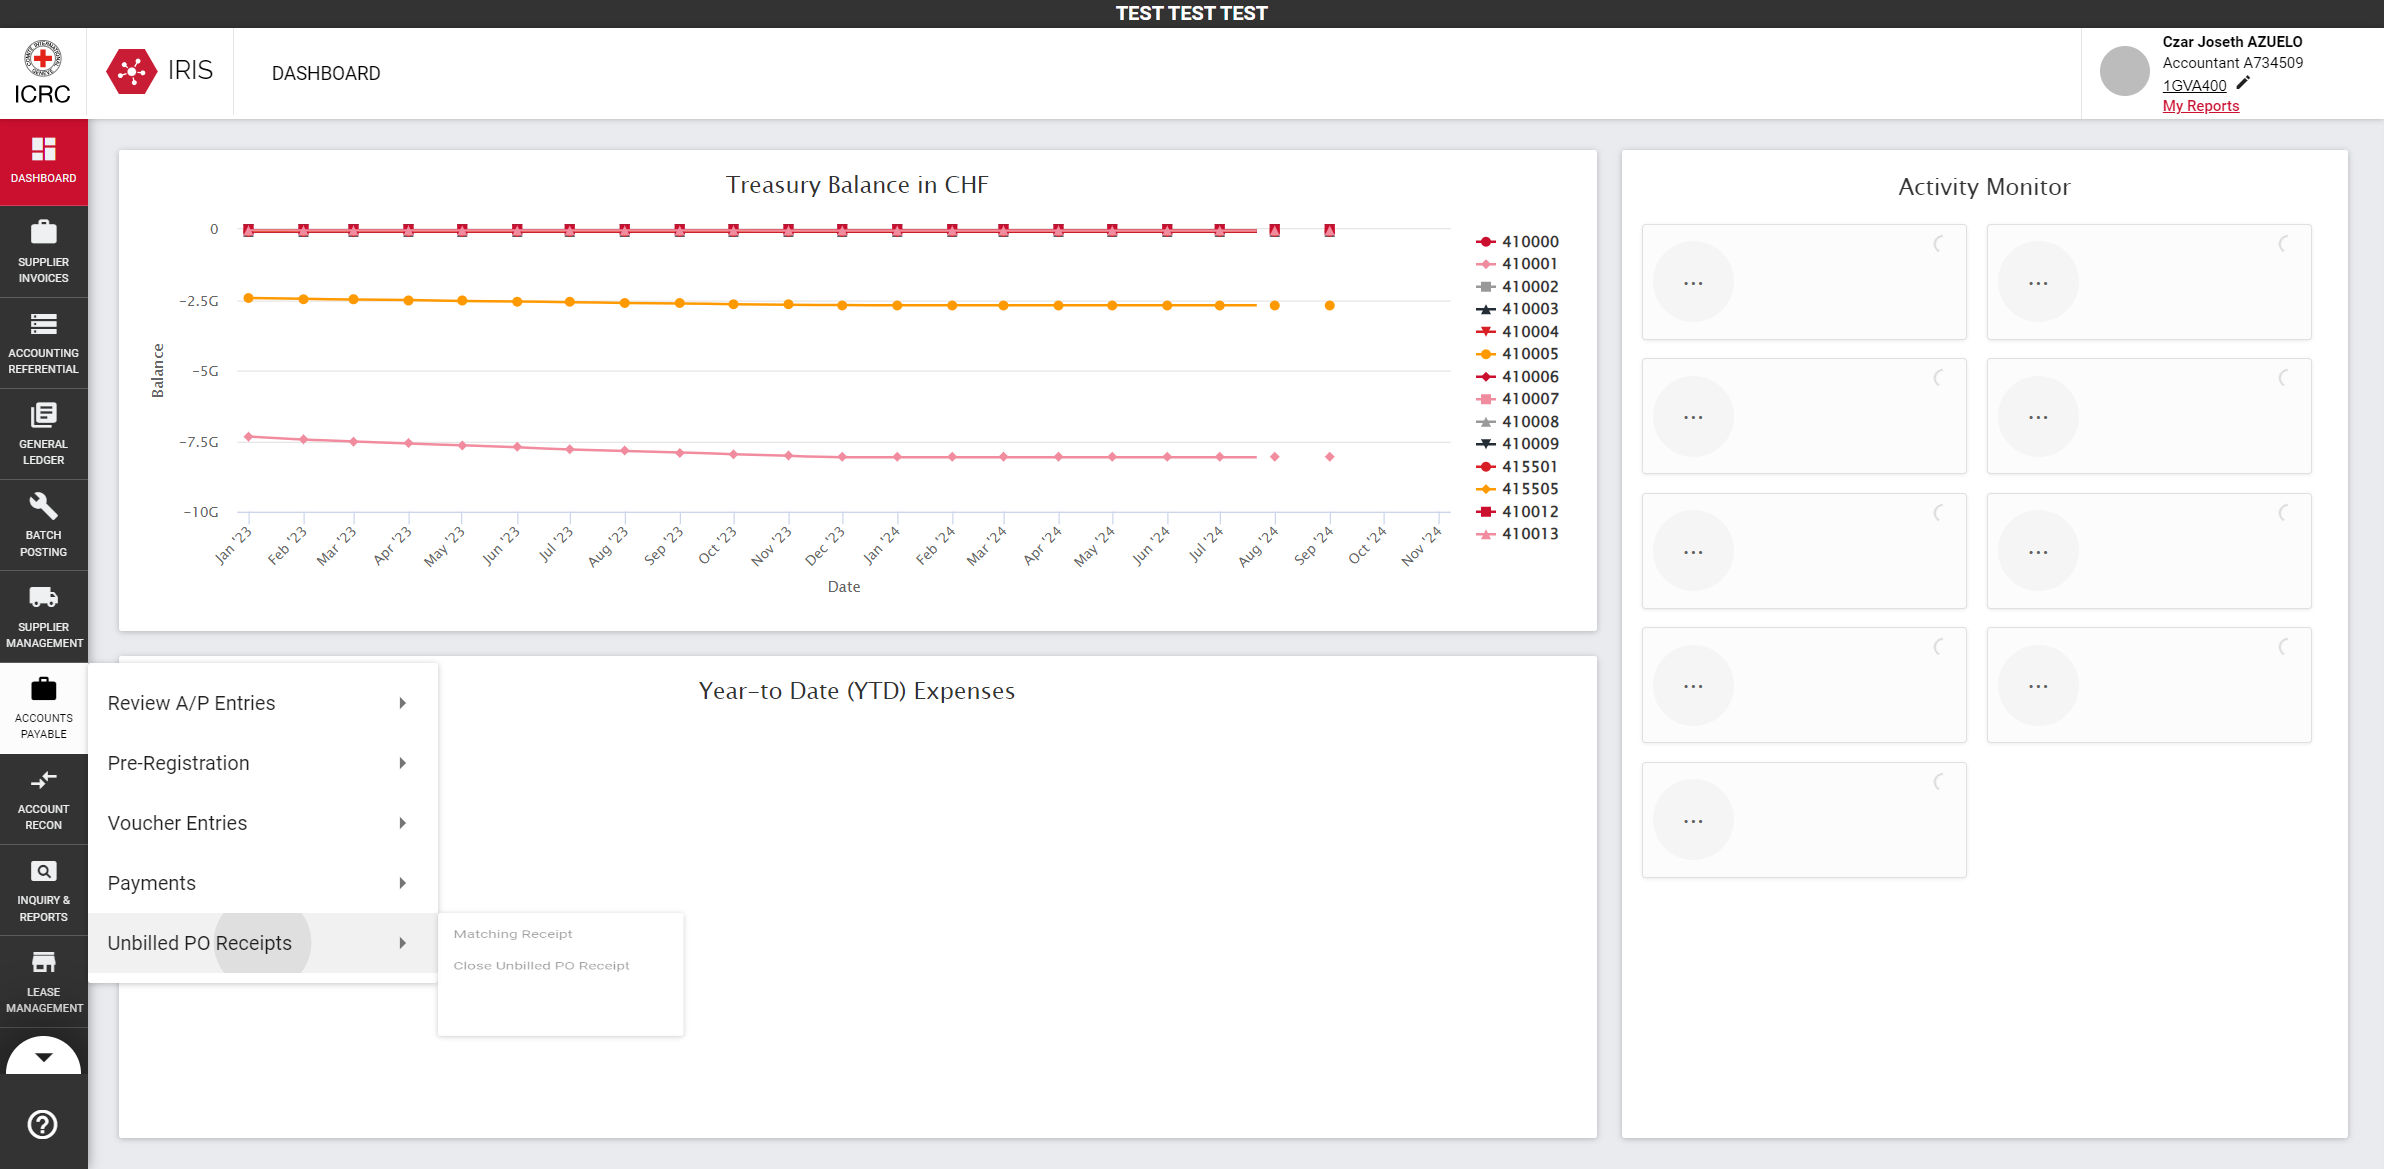 TEST TEST TEST
ICRC
IRIS
DASHBOARD
Czar Joseth AZUELO
Accountant A734509
1GVA400
My Reports
DASHBOARD
SUPPLIER
INVOICES
ACCOUNTING
REFERENTIAL
GENERAL
LEDGER
BATCH
POSTING
SUPPLIER
MANAGEMENT
ACCOUNTS
PAYABLE
ACCOUNT
RECON
INQUIRY &
REPORTS
LEASE
MANAGEMENT
Treasury Balance in CHF
Balance
0
−2.5G
−5G
−7.5G
−10G
Jan '23
Feb '23
Mar '23
Apr '23
May '23
Jun '23
Jul '23
Aug '23
Sep '23
Oct '23
Nov '23
Dec '23
Jan '24
Feb '24
Mar '24
Apr '24
May '24
Jun '24
Jul '24
Aug '24
Sep '24
Oct '24
Nov '24
Date
410000
410001
410002
410003
410004
410005
410006
410007
410008
410009
415501
415505
410012
410013
Year-to Date (YTD) Expenses
Review A/P Entries
Pre-Registration
Voucher Entries
Payments
Unbilled PO Receipts
Matching Receipt
Close Unbilled PO Receipt
Activity Monitor
...
...
...
...
...
...
...
...
...